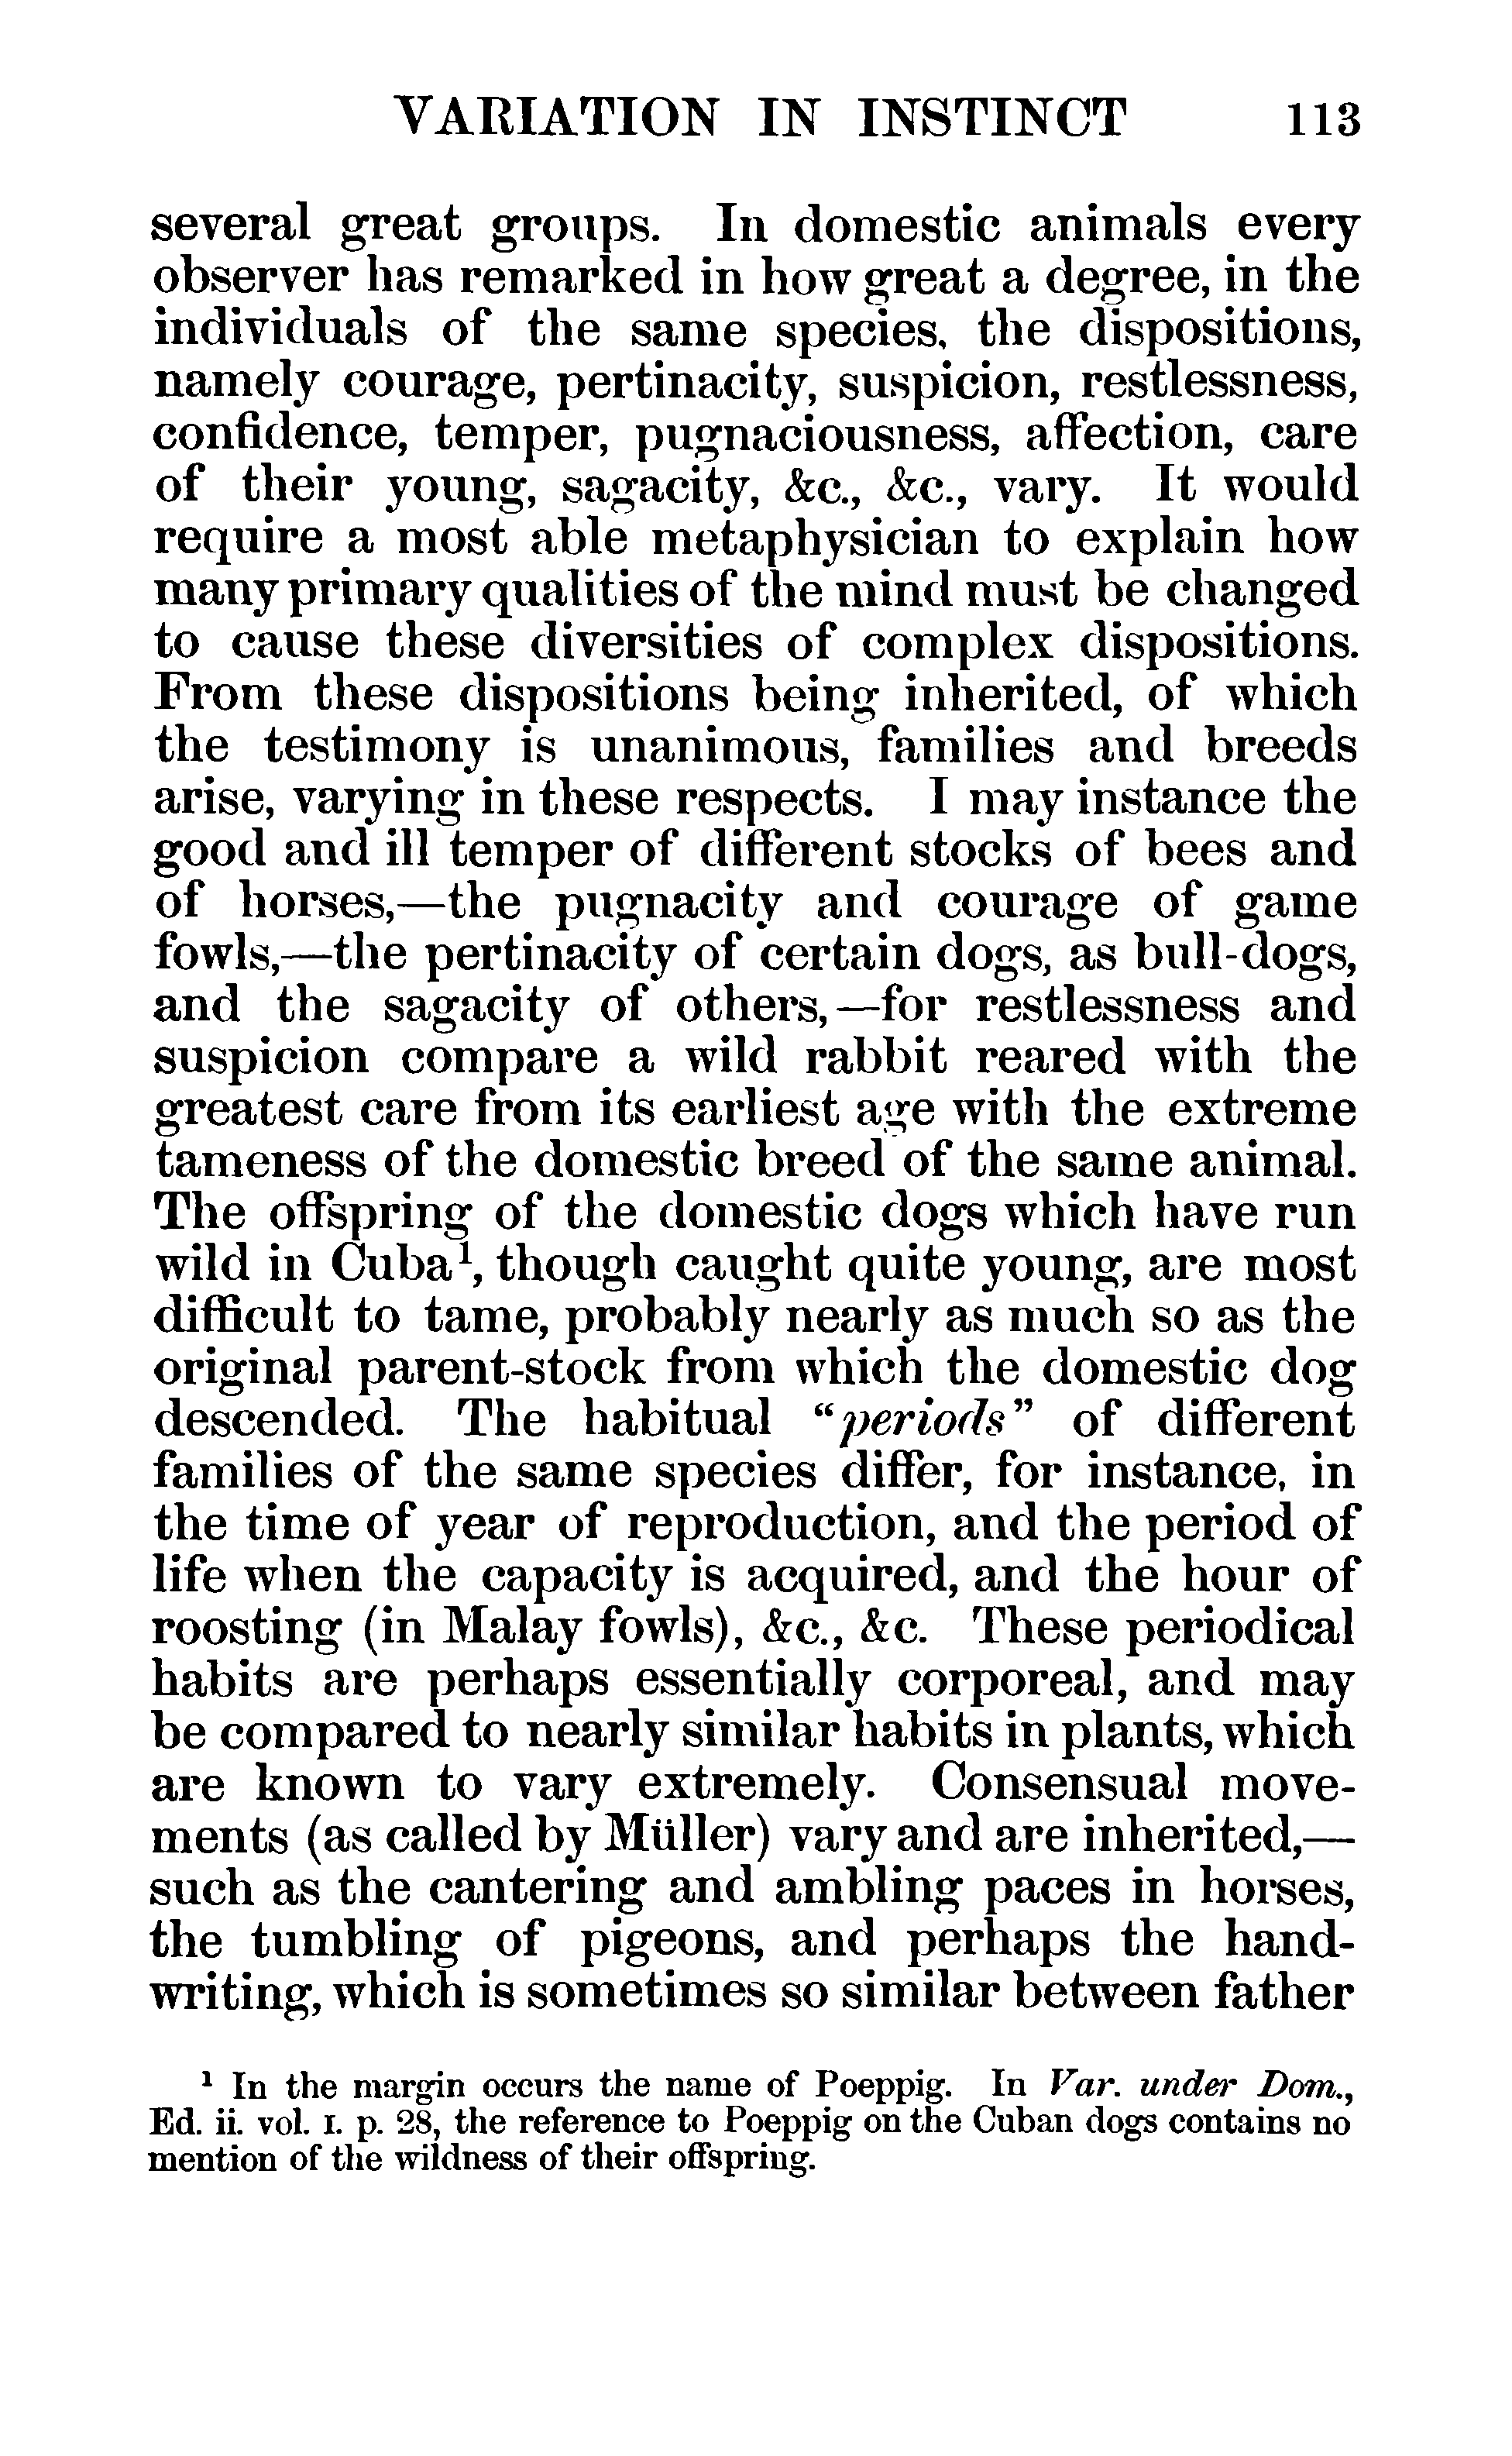 VARIATION IN INSTINCT 113
several great groups. In domestic animals every
observer has remarked in how great a degree, in the
individuals of the same species, the dispositions,
namely courage, pertinacity, suspicion, restlessness,
confidence, temper, pugnaciousness, affection, care
of their young, sagacity, &c., &c., vary. It would
require a most able metaphysician to explain how
many primary qualities of the mind must be changed
to cause these diversities of complex dispositions.
From these dispositions being inherited, of which
the testimony is unanimous, families and breeds
arise, varying in these respects. I may instance the
good and ill temper of different stocks of bees and
of horses,—the pugnacity and courage of game
fowls,—the pertinacity of certain dogs, as bull-dogs,
and the sagacity of others,—for restlessness and
suspicion compare a wild rabbit reared with the
greatest care from its earliest age with the extreme
tameness of the domestic breed of the same animal.
The offspring of the domestic dogs which have run
wild in Cuba¹, though caught quite young, are most
difficult to tame, probably nearly as much so as the
original parent-stock from which the domestic dog
descended. The habitual “periods” of different
families of the same species differ, for instance, in
the time of year of reproduction, and the period of
life when the capacity is acquired, and the hour of
roosting (in Malay fowls), &c., &c. These periodical
habits are perhaps essentially corporeal, and may
be compared to nearly similar habits in plants, which
are known to vary extremely. Consensual move-
ments (as called by Müller) vary and are inherited,—
such as the cantering and ambling paces in horses,
the tumbling of pigeons, and perhaps the hand-
writing, which is sometimes so similar between father
¹ In the margin occurs the name of Poeppig. In Var. under Dom.,
Ed. ii. vol. I. p. 28, the reference to Poeppig on the Cuban dogs contains no
mention of the wildness of their offspring.